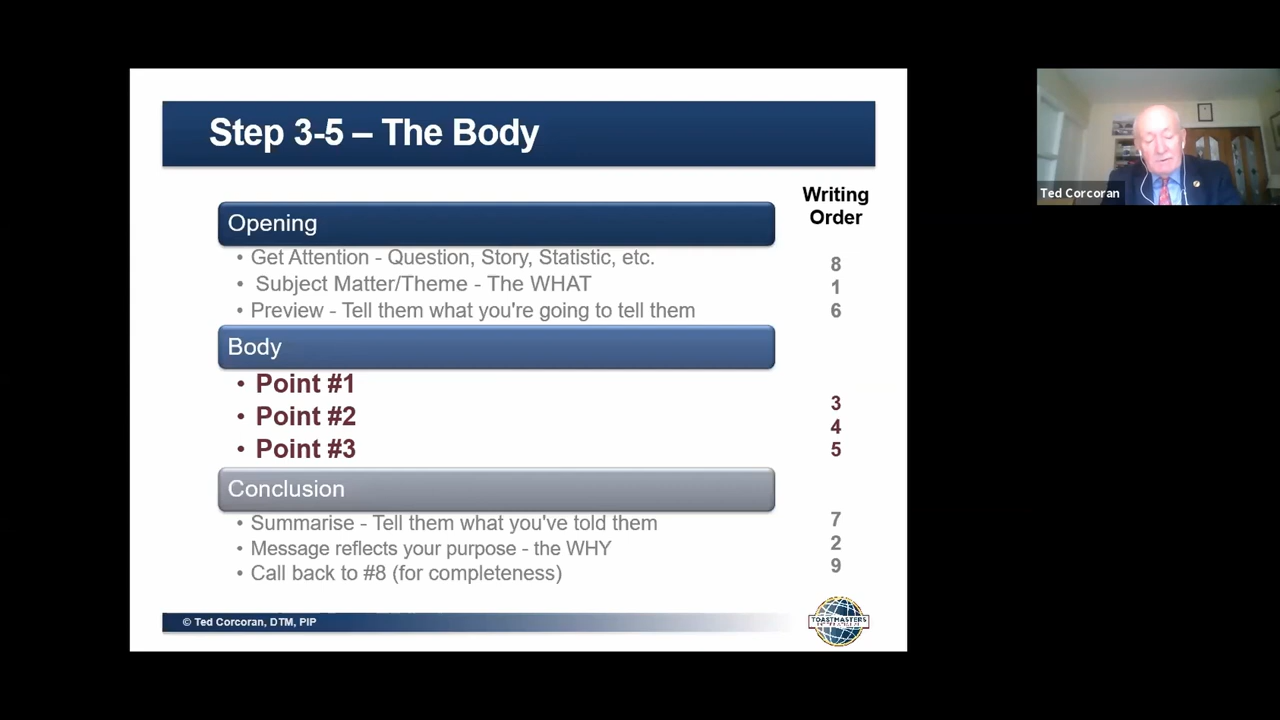 Step 3-5 – The Body
Writing
Order
Opening
• Get Attention - Question, Story, Statistic, etc. 8
• Subject Matter/Theme - The WHAT 1
• Preview - Tell them what you're going to tell them 6
Body
• Point #1 3
• Point #2 4
• Point #3 5
Conclusion
• Summarise - Tell them what you've told them 7
• Message reflects your purpose - the WHY 2
• Call back to #8 (for completeness) 9
© Ted Corcoran, DTM, PIP
TOASTMASTERS
INTERNATIONAL
Ted Corcoran